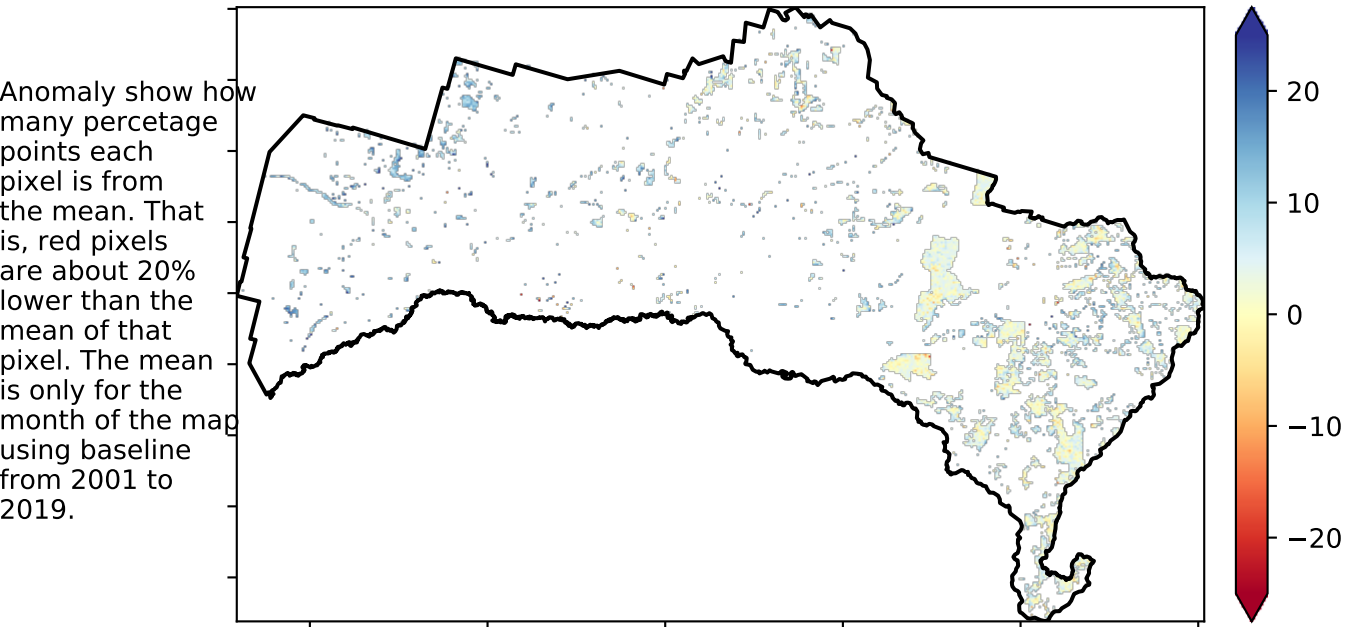 Anomaly show how
many percetage
points each
pixel is from
the mean. That
is, red pixels
are about 20%
lower than the
mean of that
pixel. The mean
is only for the
month of the map
using baseline
from 2001 to
2019.
20
10
0
−10
−20